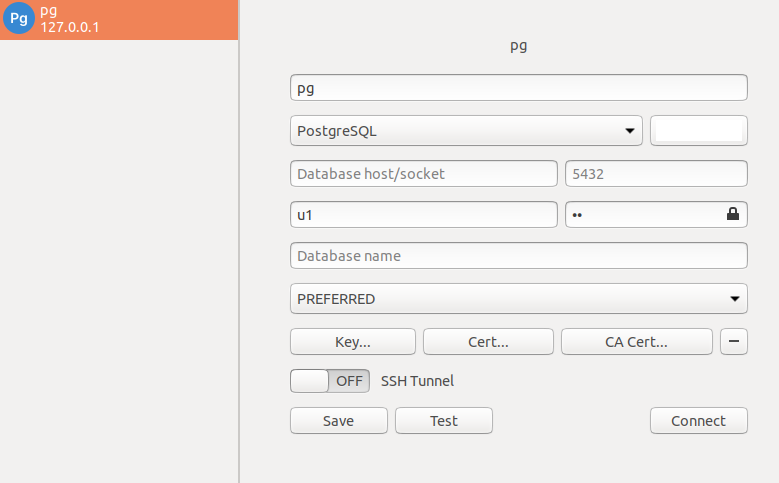 Pg
pg
127.0.0.1
pg
pg
PostgreSQL
Database host/socket 5432
u1 ••
Database name
PREFERRED
Key... Cert... CA Cert... −
OFF SSH Tunnel
Save Test Connect